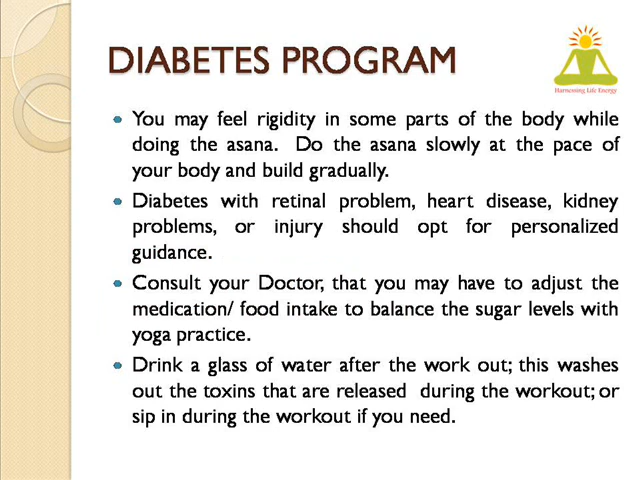 DIABETES PROGRAM
Harnessing Life Energy
You may feel rigidity in some parts of the body while
doing the asana. Do the asana slowly at the pace of
your body and build gradually.
Diabetes with retinal problem, heart disease, kidney
problems, or injury should opt for personalized
guidance.
Consult your Doctor, that you may have to adjust the
medication/ food intake to balance the sugar levels with
yoga practice.
Drink a glass of water after the work out; this washes
out the toxins that are released during the workout; or
sip in during the workout if you need.